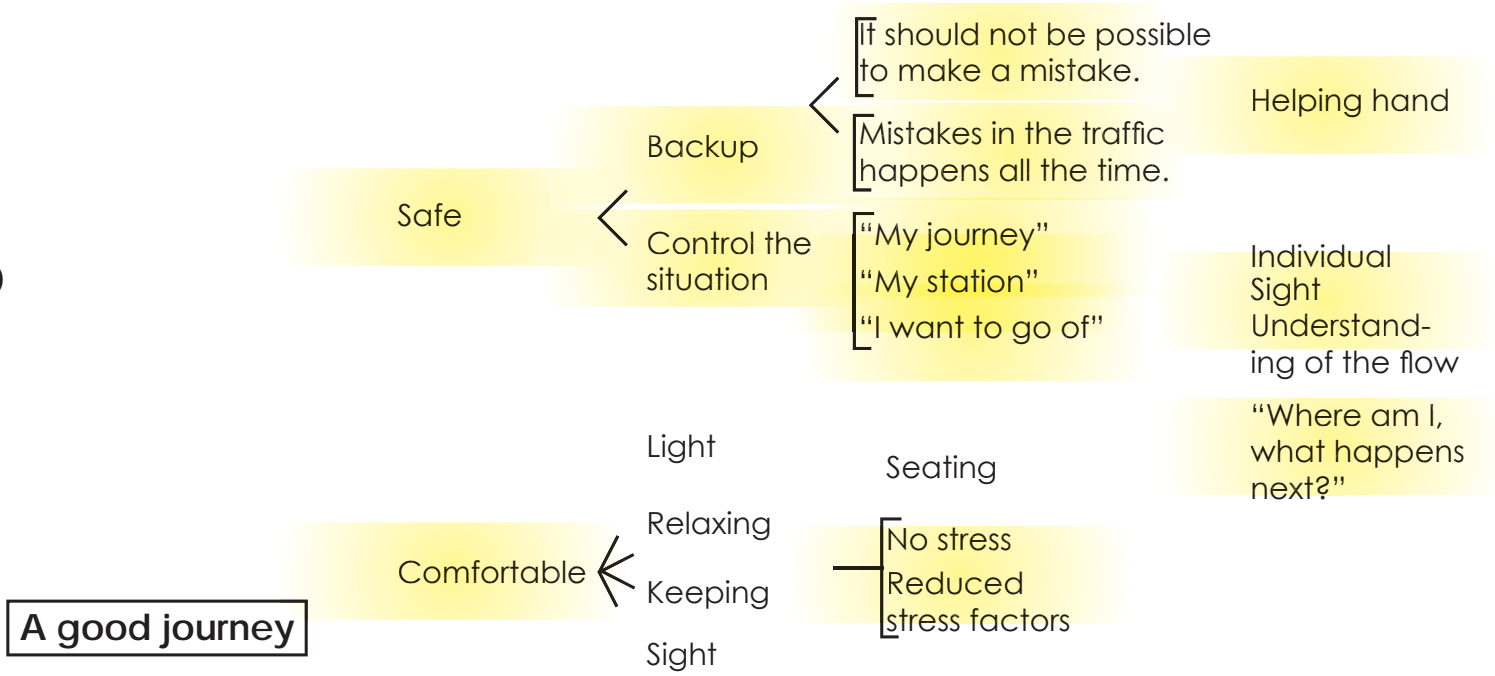 It should not be possible
to make a mistake.
Helping hand
Backup
Mistakes in the traffic
happens all the time.
Safe
Control the
situation
“My journey”
“My station”
“I want to go of”
Individual
Sight
Understand-
ing of the flow
“Where am I,
what happens
next?”
Light
Seating
Relaxing
Comfortable
Keeping
Sight
No stress
Reduced
stress factors
A good journey